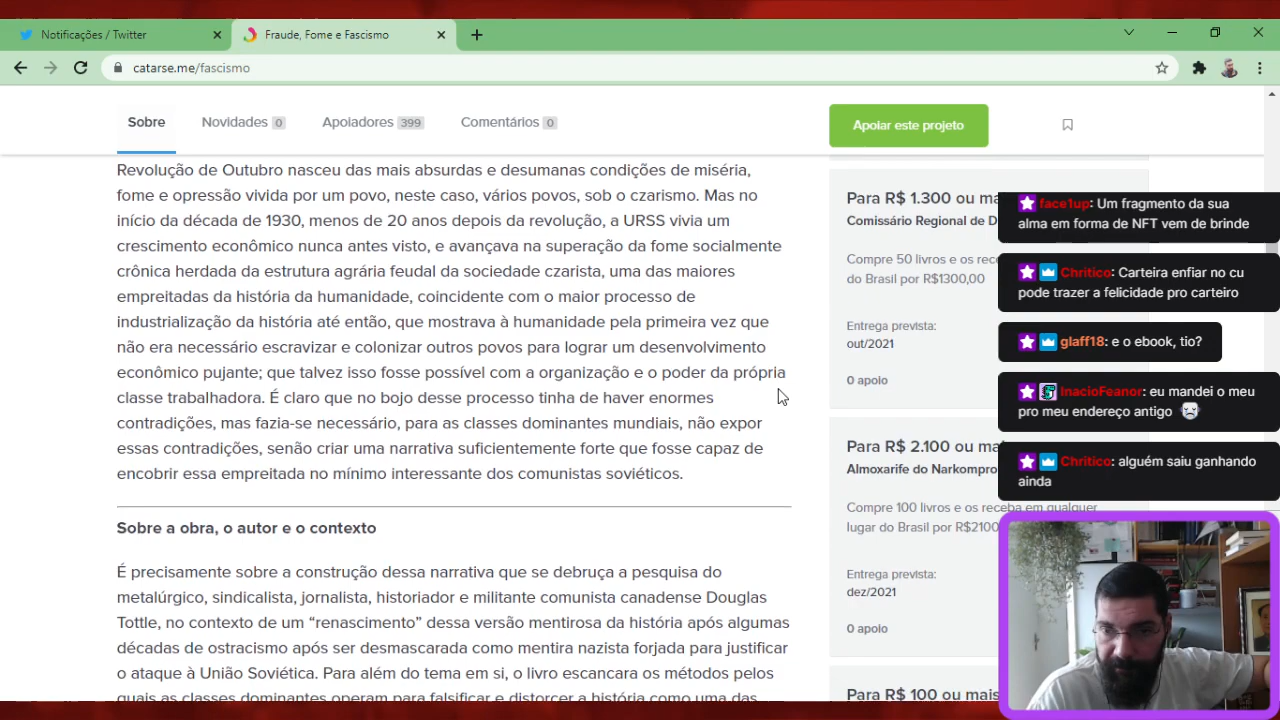 Notificações / Twitter
Fraude, Fome e Fascismo
catarse.me/fascismo
Sobre
Novidades 0
Apoiadores 399
Comentários 0
Apoiar este projeto
Revolução de Outubro nasceu das mais absurdas e desumanas condições de miséria,
fome e opressão vivida por um povo, neste caso, vários povos, sob o czarismo. Mas no
início da década de 1930, menos de 20 anos depois da revolução, a URSS vivia um
crescimento econômico nunca antes visto, e avançava na superação da fome socialmente
crônica herdada da estrutura agrária feudal da sociedade czarista, uma das maiores
empreitadas da história da humanidade, coincidente com o maior processo de
industrialização da história até então, que mostrava à humanidade pela primeira vez que
não era necessário escravizar e colonizar outros povos para lograr um desenvolvimento
econômico pujante; que talvez isso fosse possível com a organização e o poder da própria
classe trabalhadora. É claro que no bojo desse processo tinha de haver enormes
contradições, mas fazia-se necessário, para as classes dominantes mundiais, não expor
essas contradições, senão criar uma narrativa suficientemente forte que fosse capaz de
encobrir essa empreitada no mínimo interessante dos comunistas soviéticos.
Sobre a obra, o autor e o contexto
É precisamente sobre a construção dessa narrativa que se debruça a pesquisa do
metalúrgico, sindicalista, jornalista, historiador e militante comunista canadense Douglas
Tottle, no contexto de um “renascimento” dessa versão mentirosa da história após algumas
décadas de ostracismo após ser desmascarada como mentira nazista forjada para justificar
o ataque à União Soviética. Para além do tema em si, o livro escancara os métodos pelos
quais as classes dominantes operam para falsificar e distorcer a história como uma das
Para R$ 1.300 ou
Comissário Regional de
Compre 50 livros e os
do Brasil por R$1300,00
Entrega prevista:
out/2021
0 apoio
Para R$ 2.100 ou
Almoxarife do Narkompro
Compre 100 livros e os receba em qualquer
lugar do Brasil por R$2100
Entrega prevista:
dez/2021
0 apoio
Para R$ 100 ou mais
face1up: Um fragmento da sua
alma em forma de NFT vem de brinde
Chritico: Carteira enfiar no cu
pode trazer a felicidade pro carteiro
glaff18: e o ebook, tio?
InacioFeanor: eu mandei o meu
pro meu endereço antigo
Chritico: alguém saiu ganhando
ainda